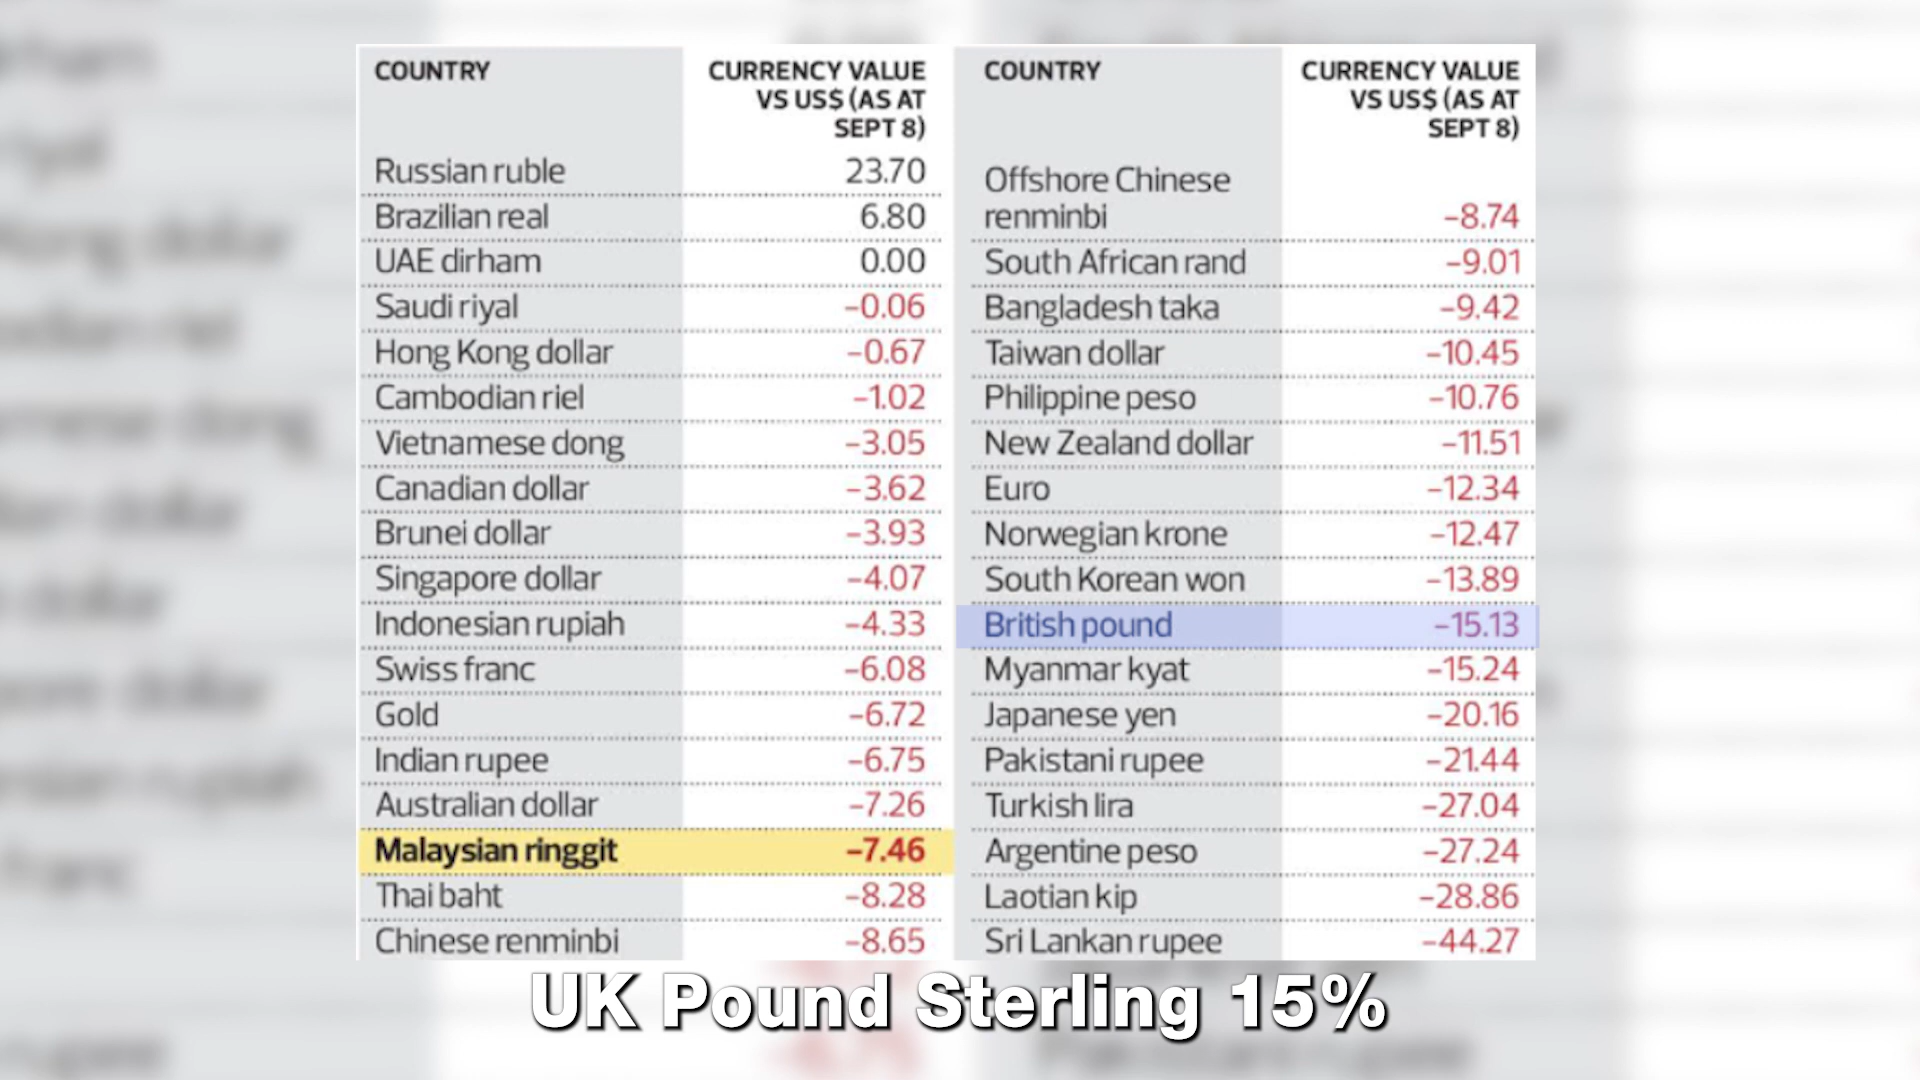 COUNTRY CURRENCY VALUE
VS US$ (AS AT
SEPT 8)
Russian ruble 23.70
Brazilian real 6.80
UAE dirham 0.00
Saudi riyal -0.06
Hong Kong dollar -0.67
Cambodian riel -1.02
Vietnamese dong -3.05
Canadian dollar -3.62
Brunei dollar -3.93
Singapore dollar -4.07
Indonesian rupiah -4.33
Swiss franc -6.08
Gold -6.72
Indian rupee -6.75
Australian dollar -7.26
Malaysian ringgit -7.46
Thai baht -8.28
Chinese renminbi -8.65
COUNTRY CURRENCY VALUE
VS US$ (AS AT
SEPT 8)
Offshore Chinese
renminbi -8.74
South African rand -9.01
Bangladesh taka -9.42
Taiwan dollar -10.45
Philippine peso -10.76
New Zealand dollar -11.51
Euro -12.34
Norwegian krone -12.47
South Korean won -13.89
British pound -15.13
Myanmar kyat -15.24
Japanese yen -20.16
Pakistani rupee -21.44
Turkish lira -27.04
Argentine peso -27.24
Laotian kip -28.86
Sri Lankan rupee -44.27
UK Pound Sterling 15%